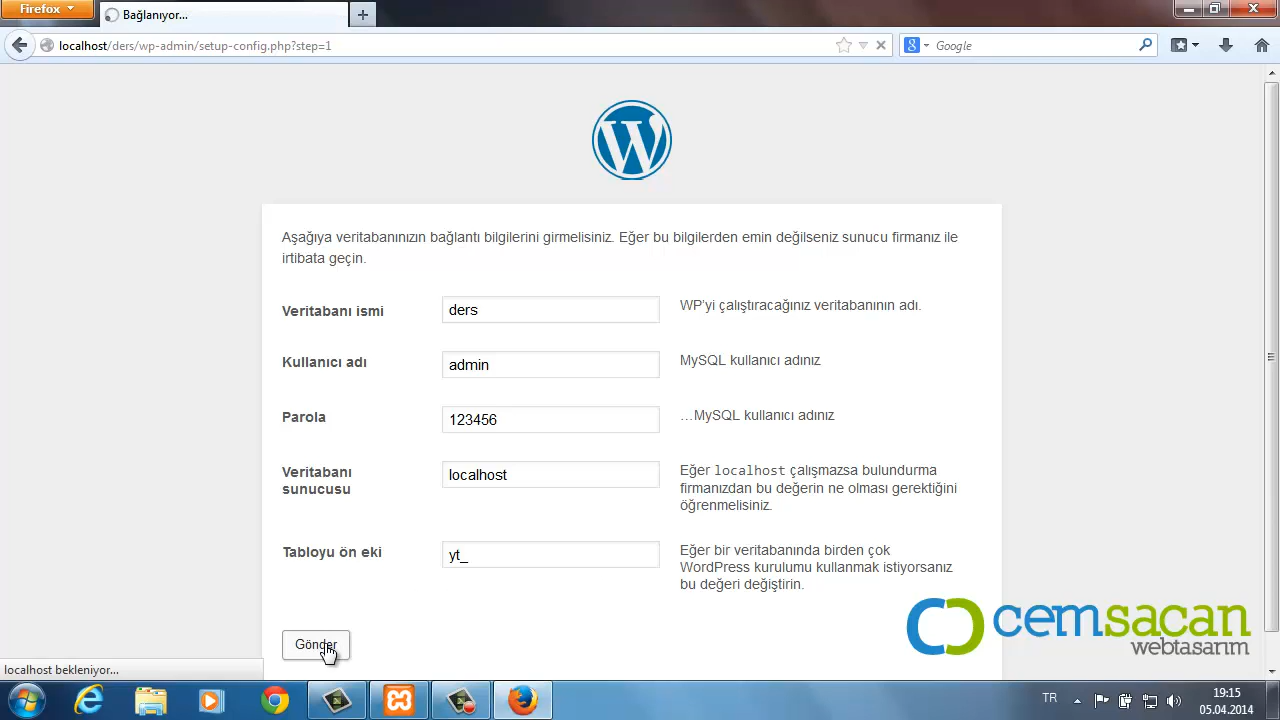 Firefox
Bağlanıyor...
localhost/ders/wp-admin/setup-config.php?step=1
Google
Aşağıya veritabanınızın bağlantı bilgilerini girmelisiniz. Eğer bu bilgilerden emin değilseniz sunucu firmanız ile
irtibata geçin.
Veritabanı ismi
ders
WP'yi çalıştıracağınız veritabanının adı.
Kullanıcı adı
admin
MySQL kullanıcı adınız
Parola
123456
…MySQL kullanıcı adınız
Veritabanı
sunucusu
localhost
Eğer localhost çalışmazsa bulundurma
firmanızdan bu değerin ne olması gerektiğini
öğrenmelisiniz.
Tabloyu ön eki
yt_
Eğer bir veritabanında birden çok
WordPress kurulumu kullanmak istiyorsanız
bu değeri değiştirin.
cemsacan
webtasarım
Gönder
localhost bekleniyor...
TR
19:15
05.04.2014